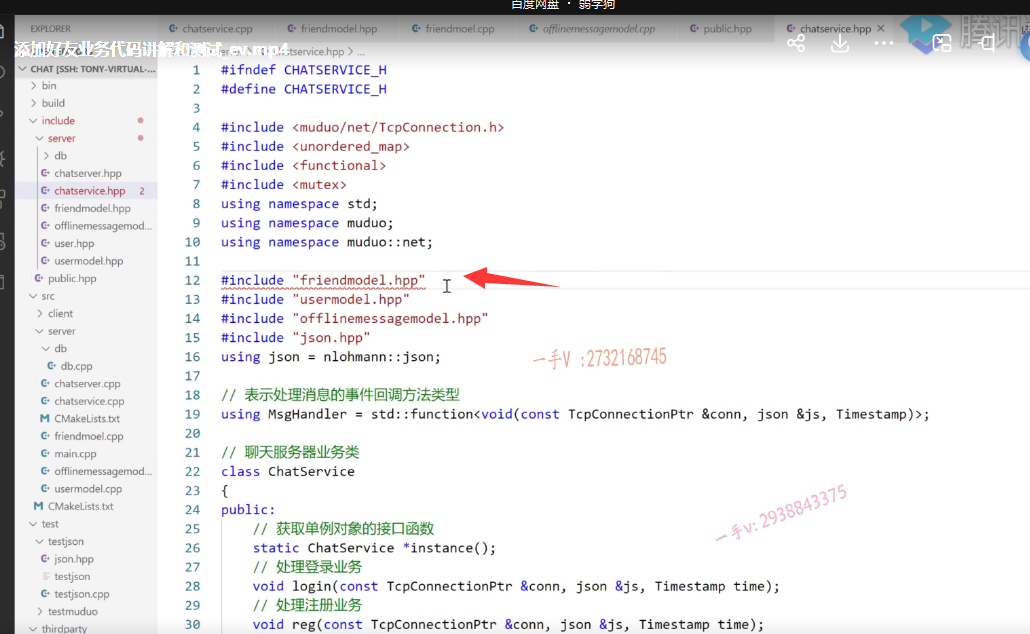 百度网盘 · 弱字狗
EXPLORER
chatservice.cpp
friendmodel.hpp
friendmoel.cpp
offlinemessagemodel.cpp
public.hpp
chatservice.hpp
腾讯
添加好友业务代码讲解和测试_ev.mp4
CHAT [SSH: TONY-VIRTUAL-...
bin
build
include
server
db
chatserver.hpp
chatservice.hpp 2
friendmodel.hpp
offlinemessagemod...
user.hpp
usermodel.hpp
public.hpp
src
client
server
db
db.cpp
chatserver.cpp
chatservice.cpp
CMakeLists.txt
friendmoel.cpp
main.cpp
offlinemessagemod...
usermodel.cpp
CMakeLists.txt
test
testjson
json.hpp
testjson
testjson.cpp
testmuduo
thirdparty
1 #ifndef CHATSERVICE_H
2 #define CHATSERVICE_H
3
4 #include <muduo/net/TcpConnection.h>
5 #include <unordered_map>
6 #include <functional>
7 #include <mutex>
8 using namespace std;
9 using namespace muduo;
10 using namespace muduo::net;
11
12 #include "friendmodel.hpp"
13 #include "usermodel.hpp"
14 #include "offlinemessagemodel.hpp"
15 #include "json.hpp"
16 using json = nlohmann::json;
17
18 // 表示处理消息的事件回调方法类型
19 using MsgHandler = std::function<void(const TcpConnectionPtr &conn, json &js, Timestamp)>;
20
21 // 聊天服务器业务类
22 class ChatService
23 {
24 public:
25 // 获取单例对象的接口函数
26 static ChatService *instance();
27 // 处理登录业务
28 void login(const TcpConnectionPtr &conn, json &js, Timestamp time);
29 // 处理注册业务
30 void reg(const TcpConnectionPtr &conn, json &js, Timestamp time);
一手V :2732168745
一手v: 2938843375